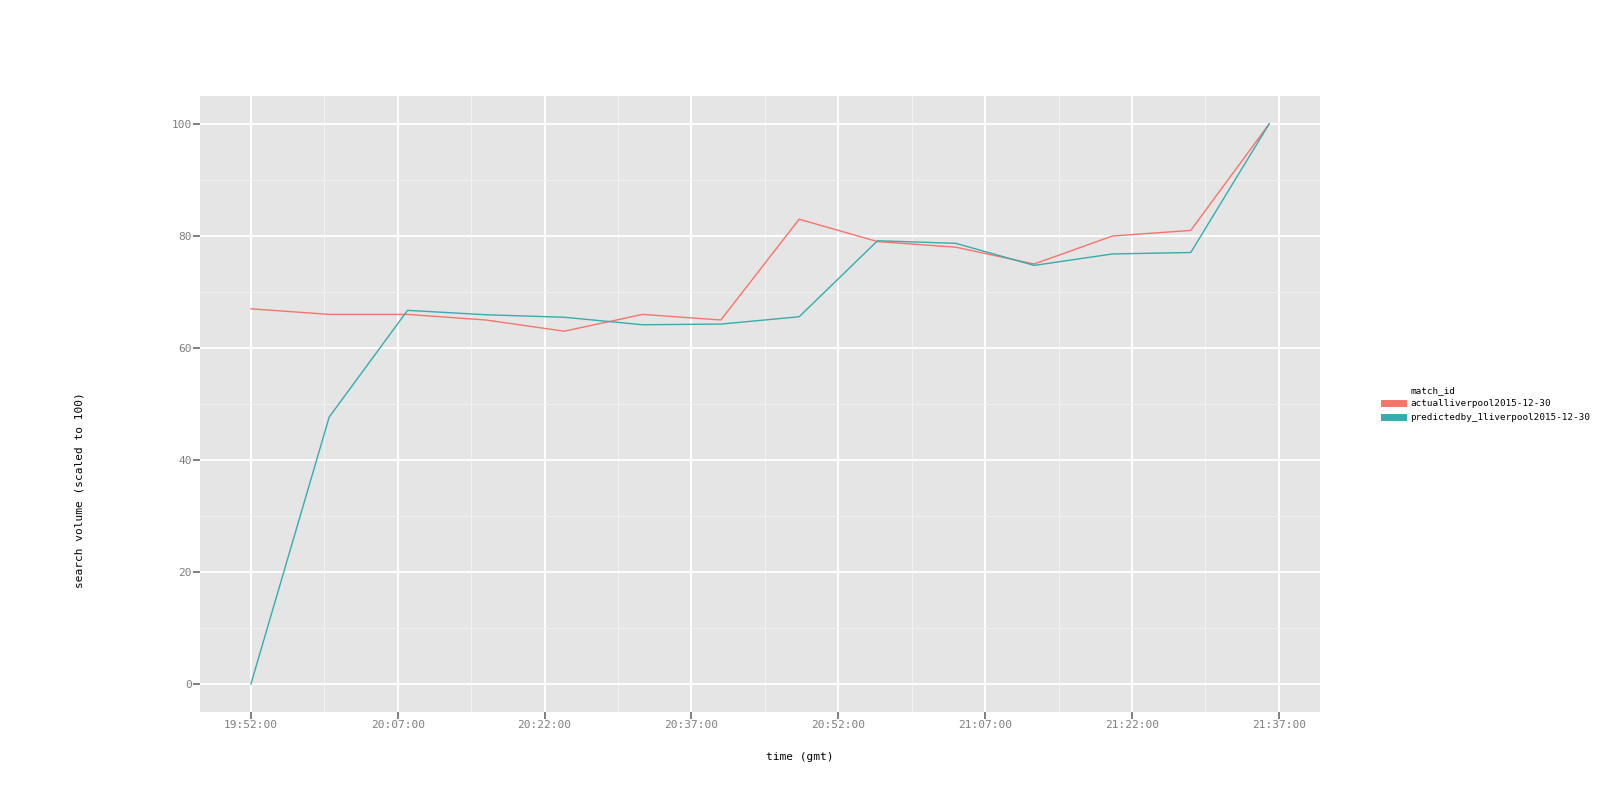 100
80
60
40
20
0
search volume (scaled to 100)
19:52:00 20:07:00 20:22:00 20:37:00 20:52:00 21:07:00 21:22:00 21:37:00
time (gmt)
match_id
actualliverpool2015-12-30
predictedby_1liverpool2015-12-30